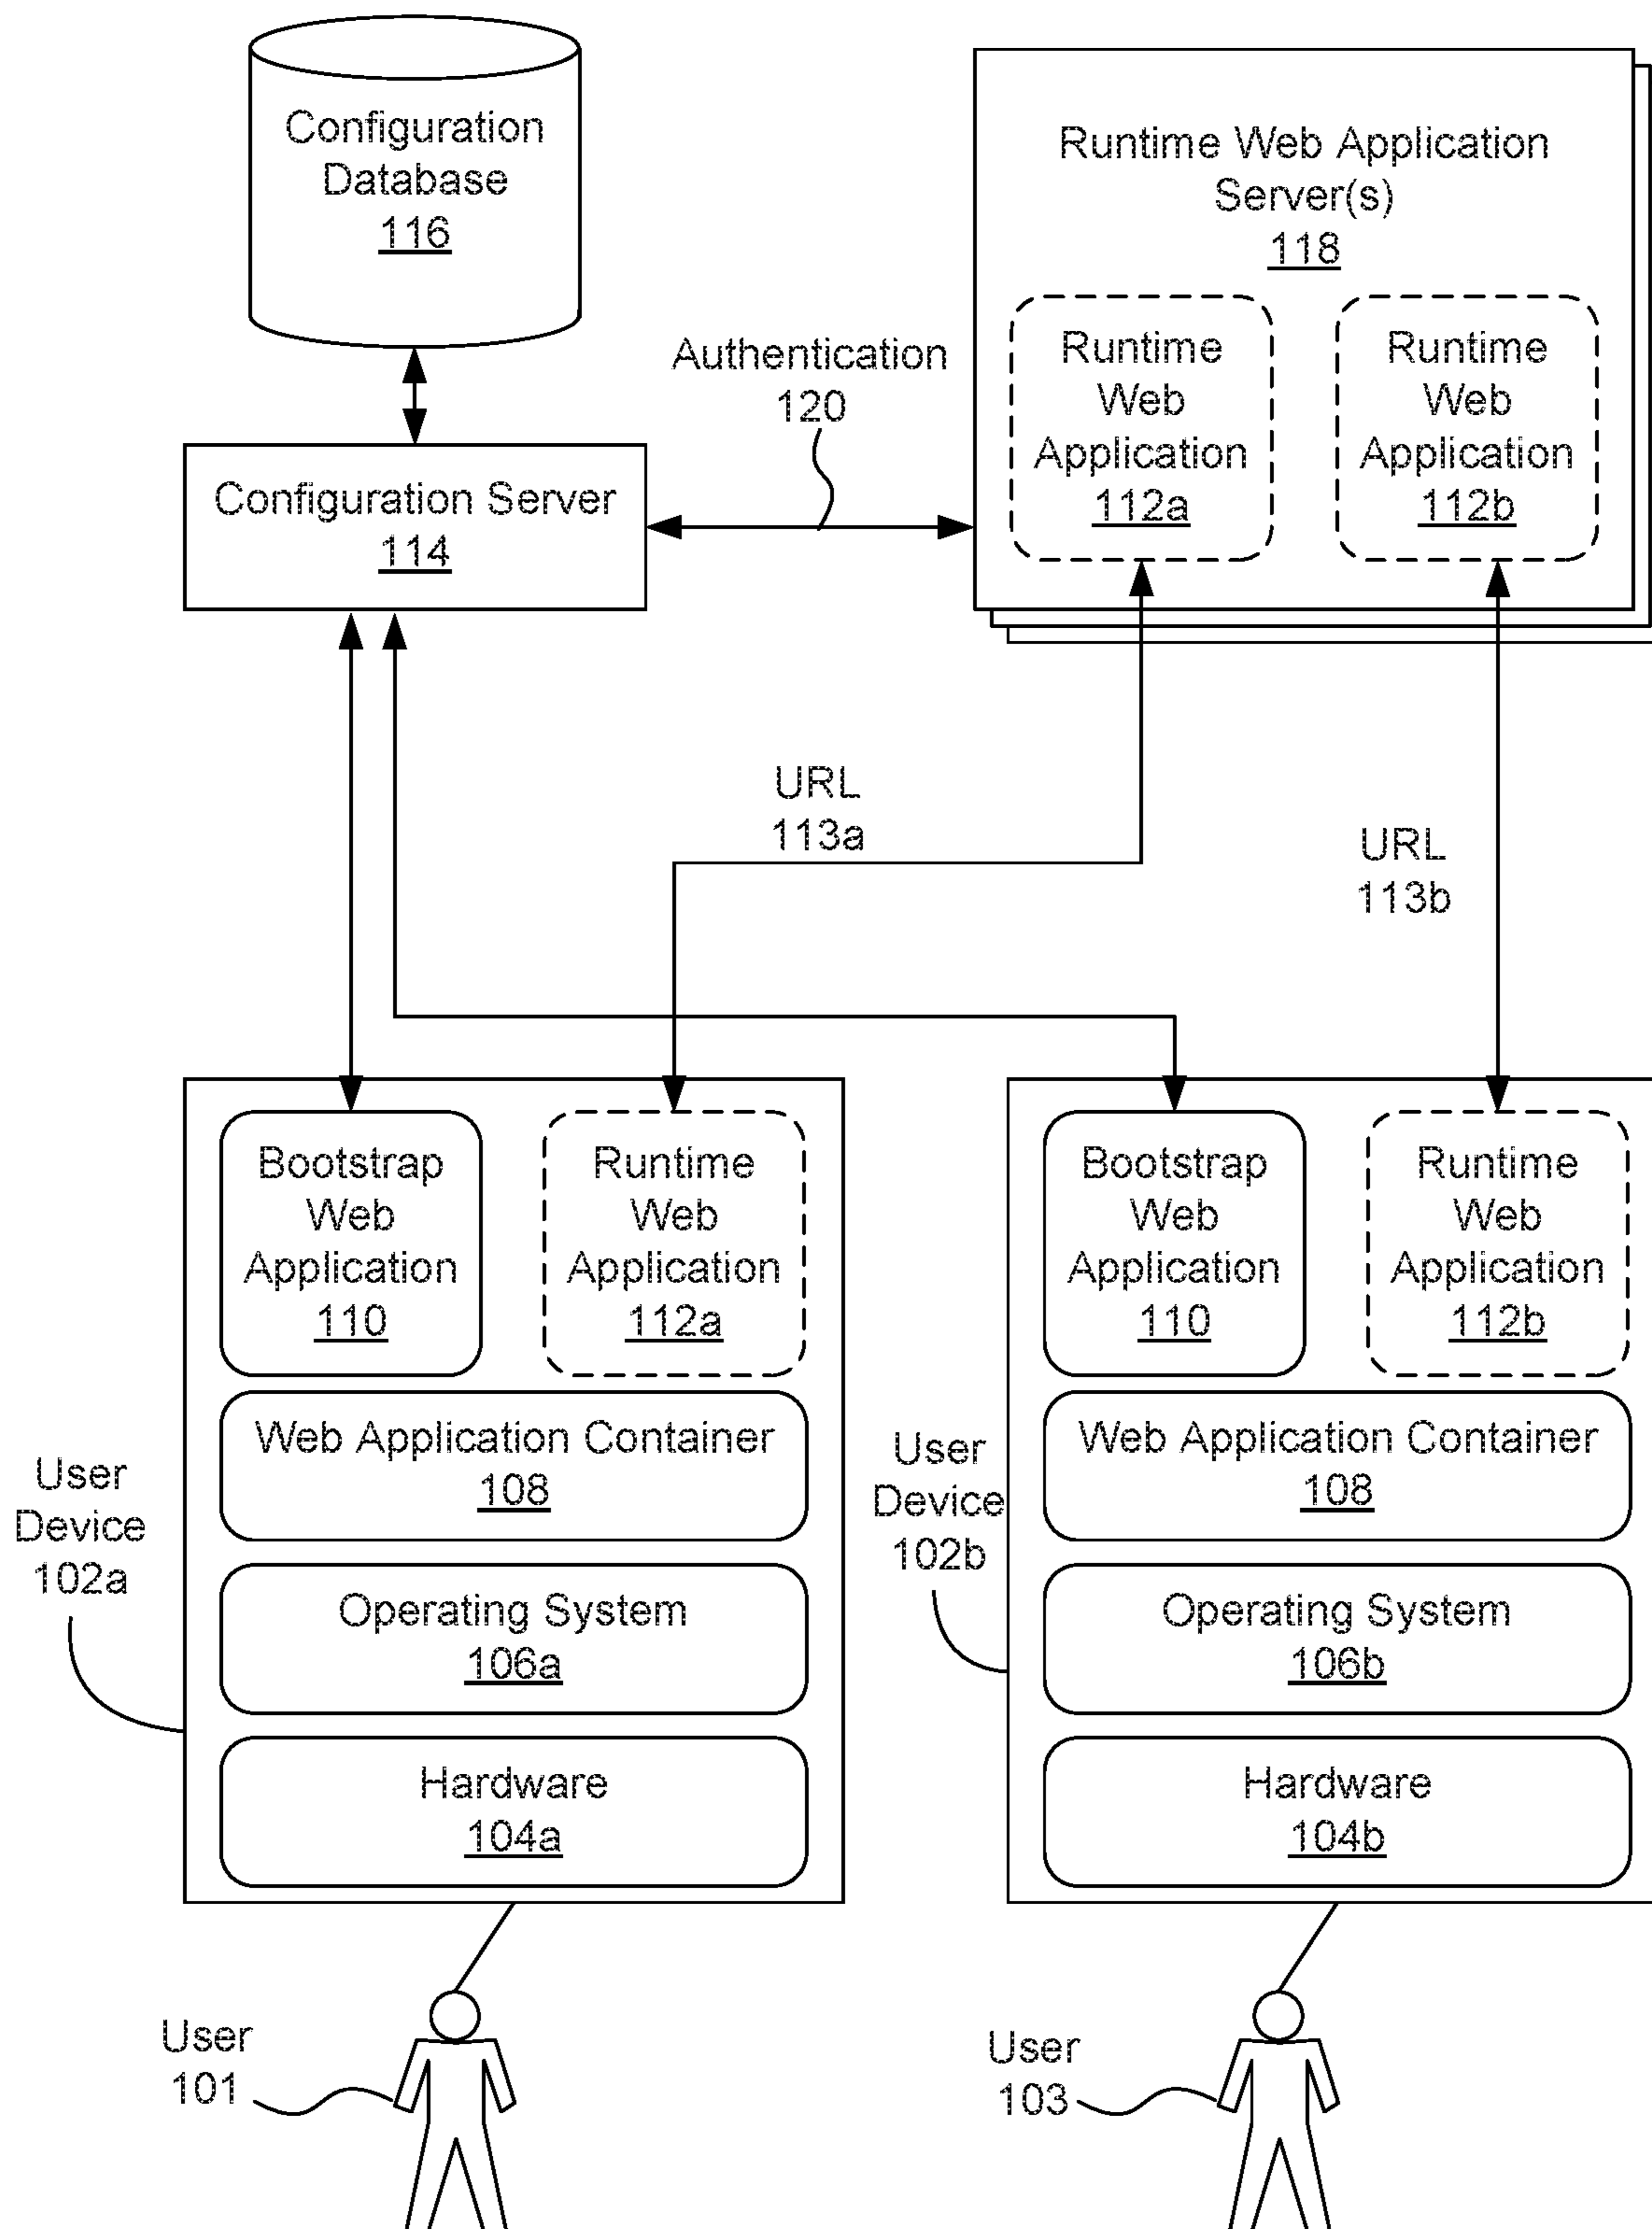 Configuration
Database
116
Runtime Web Application
Server(s)
118
Runtime
Web
Application
112a
Runtime
Web
Application
112b
Authentication
120
Configuration Server
114
URL
113a
URL
113b
Bootstrap
Web
Application
110
Runtime
Web
Application
112a
Bootstrap
Web
Application
110
Runtime
Web
Application
112b
User
Device
102a
Web Application Container
108
Operating System
106a
Hardware
104a
User
Device
102b
Web Application Container
108
Operating System
106b
Hardware
104b
User
101
User
103